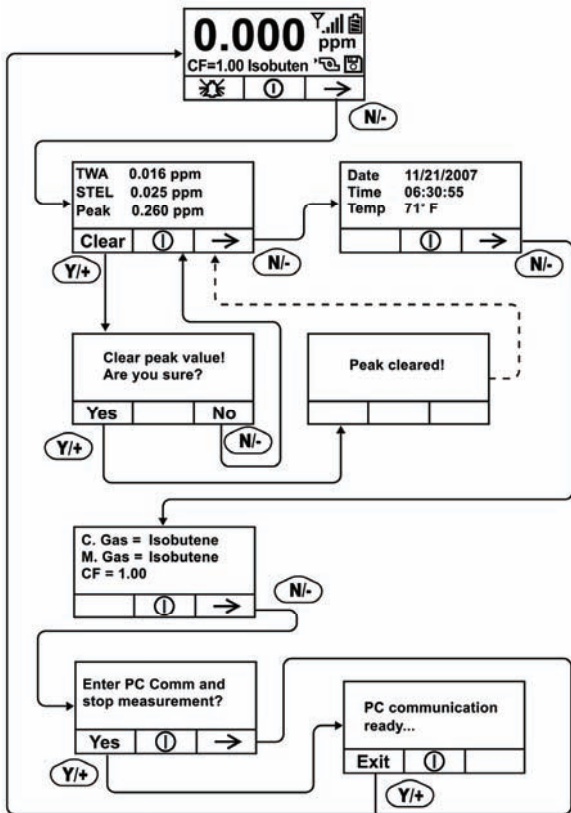 0.000
ppm
CF=1.00 Isobuten
N/-
TWA 0.016 ppm
STEL 0.025 ppm
Peak 0.260 ppm
Clear
Y/+
N/-
Date 11/21/2007
Time 06:30:55
Temp 71° F
N/-
Clear peak value!
Are you sure?
Yes No
Y/+
N/-
Peak cleared!
C. Gas = Isobutene
M. Gas = Isobutene
CF = 1.00
N/-
Enter PC Comm and
stop measurement?
Yes
Y/+
PC communication
ready...
Exit
Y/+